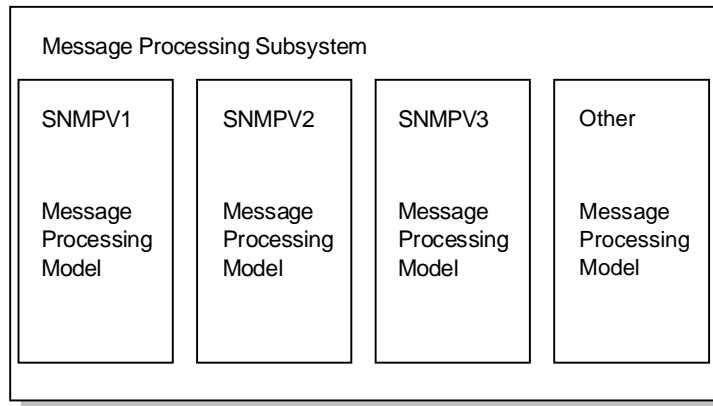 Message Processing Subsystem
SNMPV1
Message
Processing
Model
SNMPV2
Message
Processing
Model
SNMPV3
Message
Processing
Model
Other
Message
Processing
Model